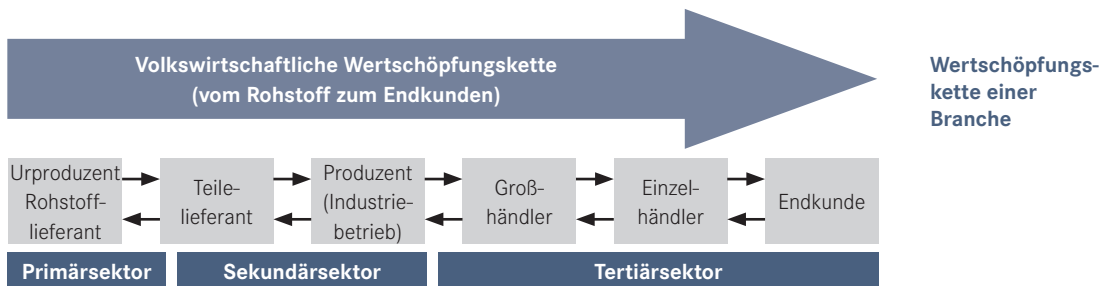 Volkswirtschaftliche Wertschöpfungskette
(vom Rohstoff zum Endkunden)
Wertschöpfungs-
kette einer
Branche
Urproduzent
Rohstoff-
lieferant
Teile-
lieferant
Produzent
(Industrie-
betrieb)
Groß-
händler
Einzel-
händler
Endkunde
Primärsektor
Sekundärsektor
Tertiärsektor